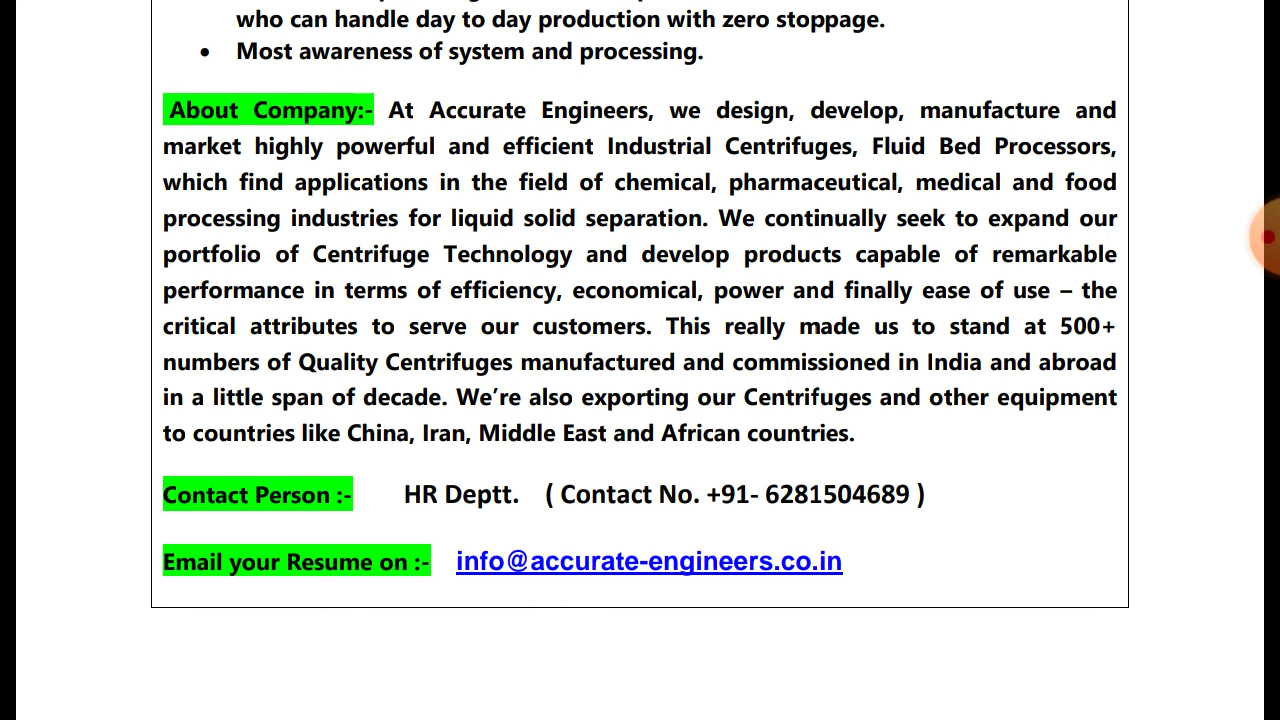 who can handle day to day production with zero stoppage.
• Most awareness of system and processing.
About Company:- At Accurate Engineers, we design, develop, manufacture and
market highly powerful and efficient Industrial Centrifuges, Fluid Bed Processors,
which find applications in the field of chemical, pharmaceutical, medical and food
processing industries for liquid solid separation. We continually seek to expand our
portfolio of Centrifuge Technology and develop products capable of remarkable
performance in terms of efficiency, economical, power and finally ease of use – the
critical attributes to serve our customers. This really made us to stand at 500+
numbers of Quality Centrifuges manufactured and commissioned in India and abroad
in a little span of decade. We’re also exporting our Centrifuges and other equipment
to countries like China, Iran, Middle East and African countries.
Contact Person :- HR Deptt. ( Contact No. +91- 6281504689 )
Email your Resume on :- info@accurate-engineers.co.in